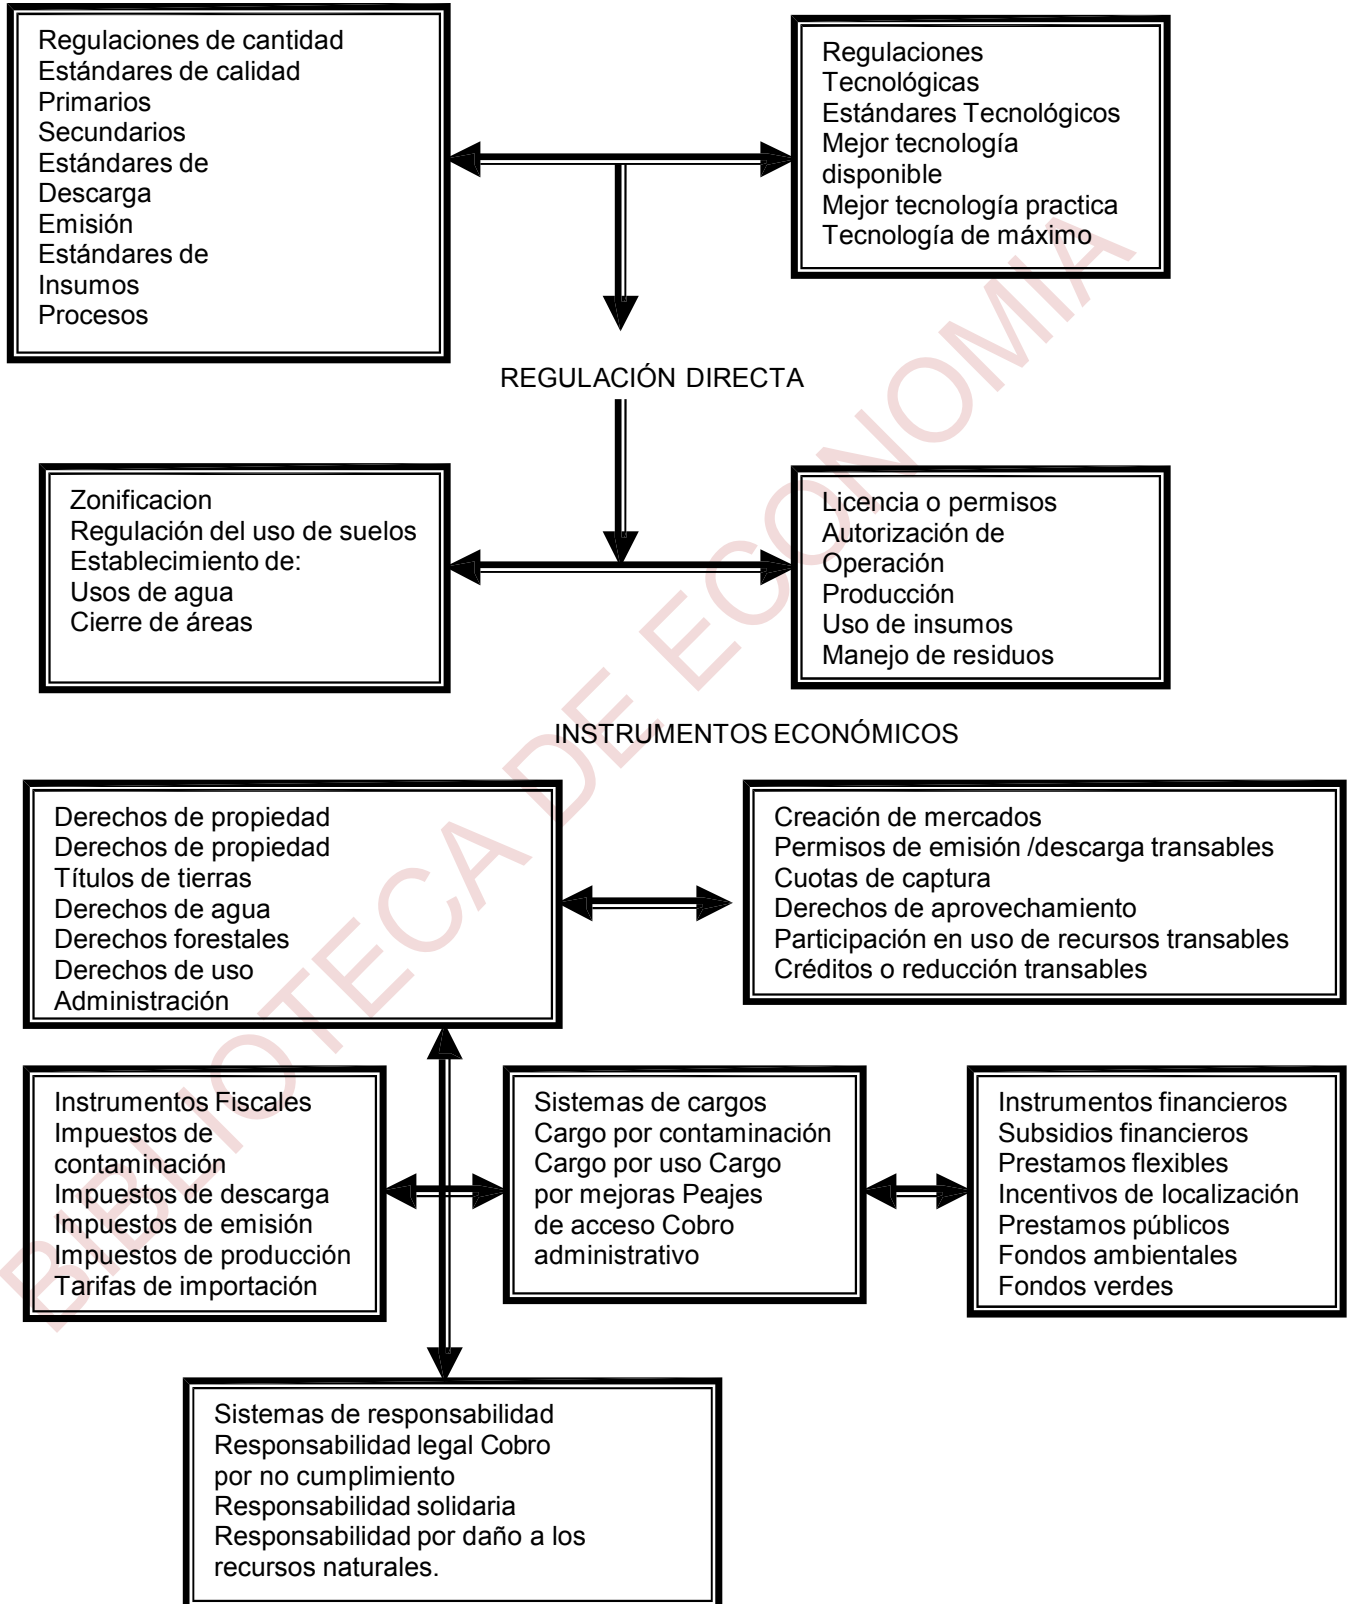 Regulaciones de cantidad
Estándares de calidad
Primarios
Secundarios
Estándares de
Descarga
Emisión
Estándares de
Insumos
Procesos
Regulaciones
Tecnológicas
Estándares Tecnológicos
Mejor tecnología
disponible
Mejor tecnología practica
Tecnología de máximo
REGULACIÓN DIRECTA
Zonificacion
Regulación del uso de suelos
Establecimiento de:
Usos de agua
Cierre de áreas
Licencia o permisos
Autorización de
Operación
Producción
Uso de insumos
Manejo de residuos
INSTRUMENTOS ECONÓMICOS
Derechos de propiedad
Derechos de propiedad
Títulos de tierras
Derechos de agua
Derechos forestales
Derechos de uso
Administración
Creación de mercados
Permisos de emisión /descarga transables
Cuotas de captura
Derechos de aprovechamiento
Participación en uso de recursos transables
Créditos o reducción transables
Instrumentos Fiscales
Impuestos de
contaminación
Impuestos de descarga
Impuestos de emisión
Impuestos de producción
Tarifas de importación
Sistemas de cargos
Cargo por contaminación
Cargo por uso Cargo
por mejoras Peajes
de acceso Cobro
administrativo
Instrumentos financieros
Subsidios financieros
Prestamos flexibles
Incentivos de localización
Prestamos públicos
Fondos ambientales
Fondos verdes
Sistemas de responsabilidad
Responsabilidad legal Cobro
por no cumplimiento
Responsabilidad solidaria
Responsabilidad por daño a los
recursos naturales.
BIBLIOTECA DE ECONOMIA